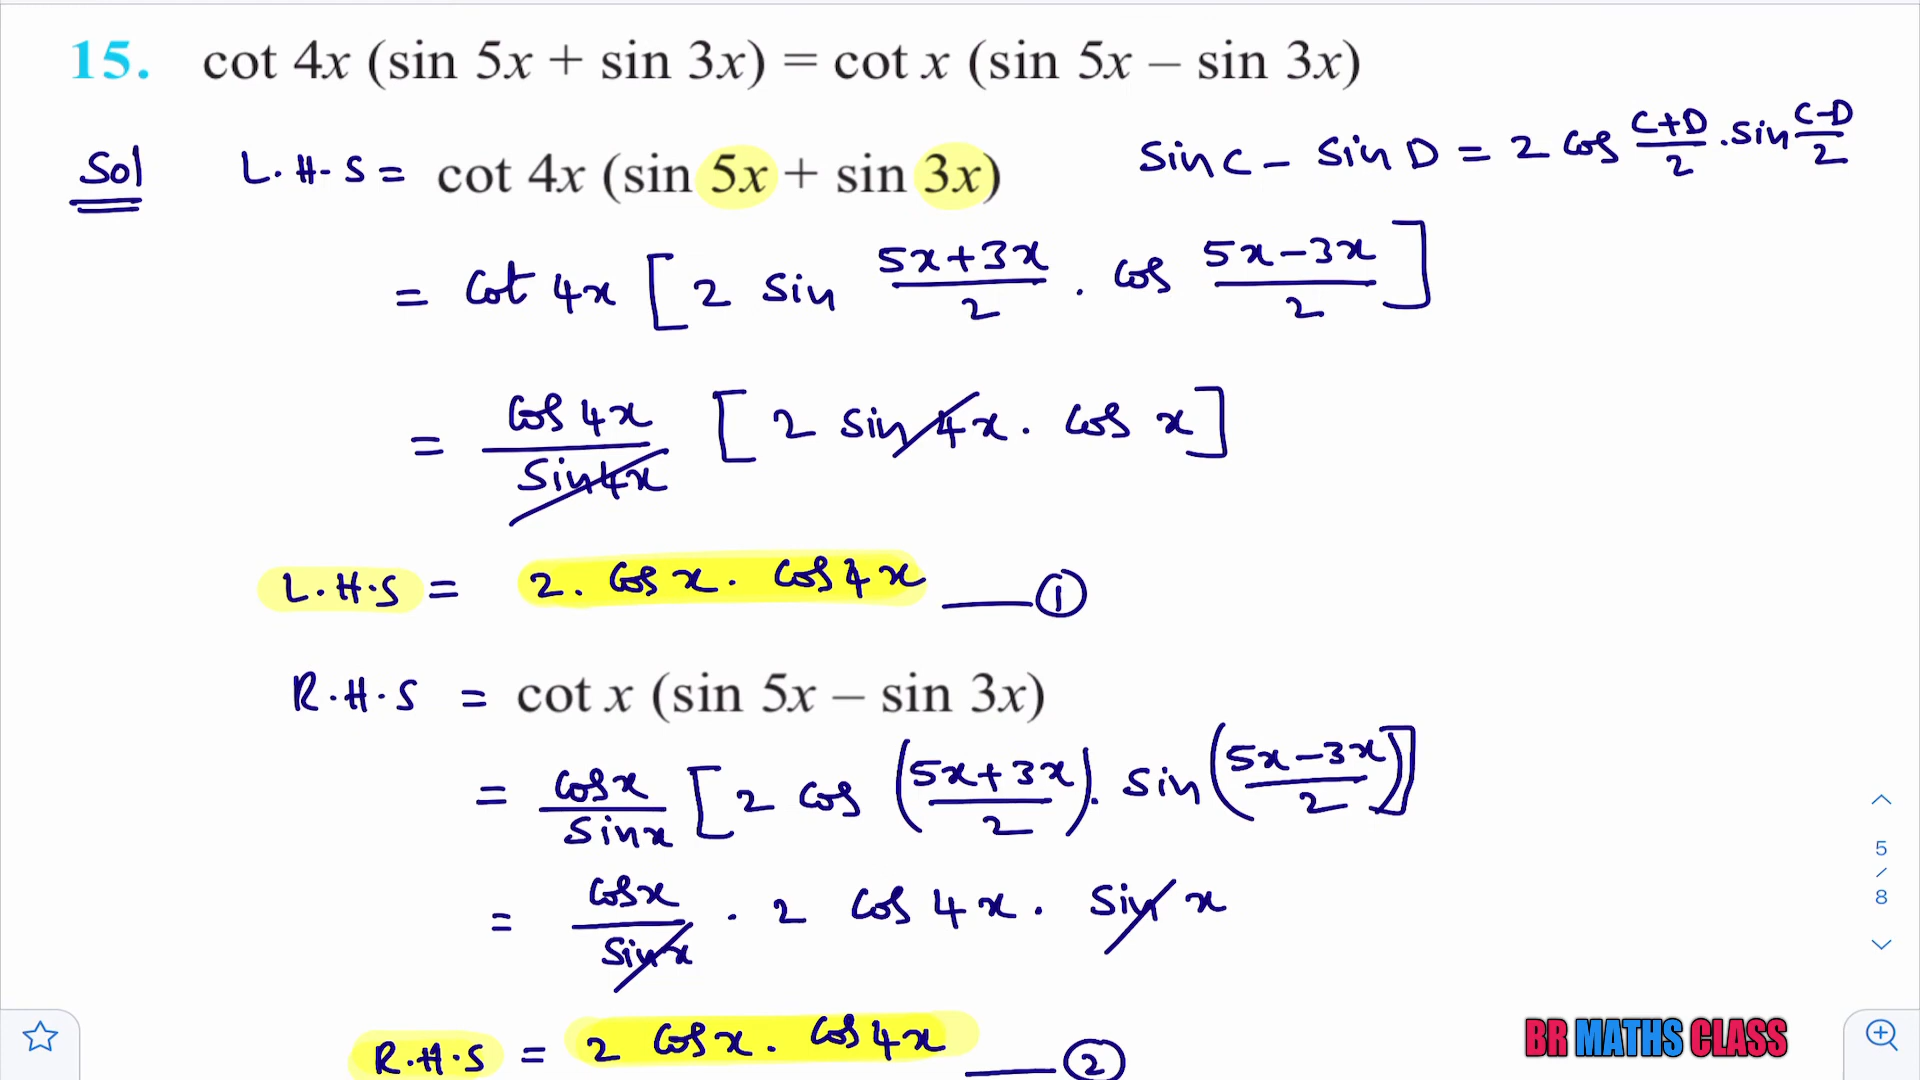 15. cot 4x (sin 5x + sin 3x) = cot x (sin 5x – sin 3x)
Sol L.H.S = cot 4x (sin 5x + sin 3x) sin C – sin D = 2 cos (C+D)/2 . sin (C–D)/2
= cot 4x [ 2 sin (5x+3x)/2 . cos (5x–3x)/2 ]
= cos 4x / sin 4x [ 2 sin 4x . cos x ]
L.H.S = 2. cos x . cos 4x —— ①
R.H.S = cot x (sin 5x – sin 3x)
= cos x / sin x [ 2 cos ( (5x+3x)/2 ) . sin ( (5x–3x)/2 ) ]
= cos x / sin x . 2 cos 4x . sin x
R.H.S = 2 cos x . cos 4x —— ②
5
/
8
BR MATHS CLASS